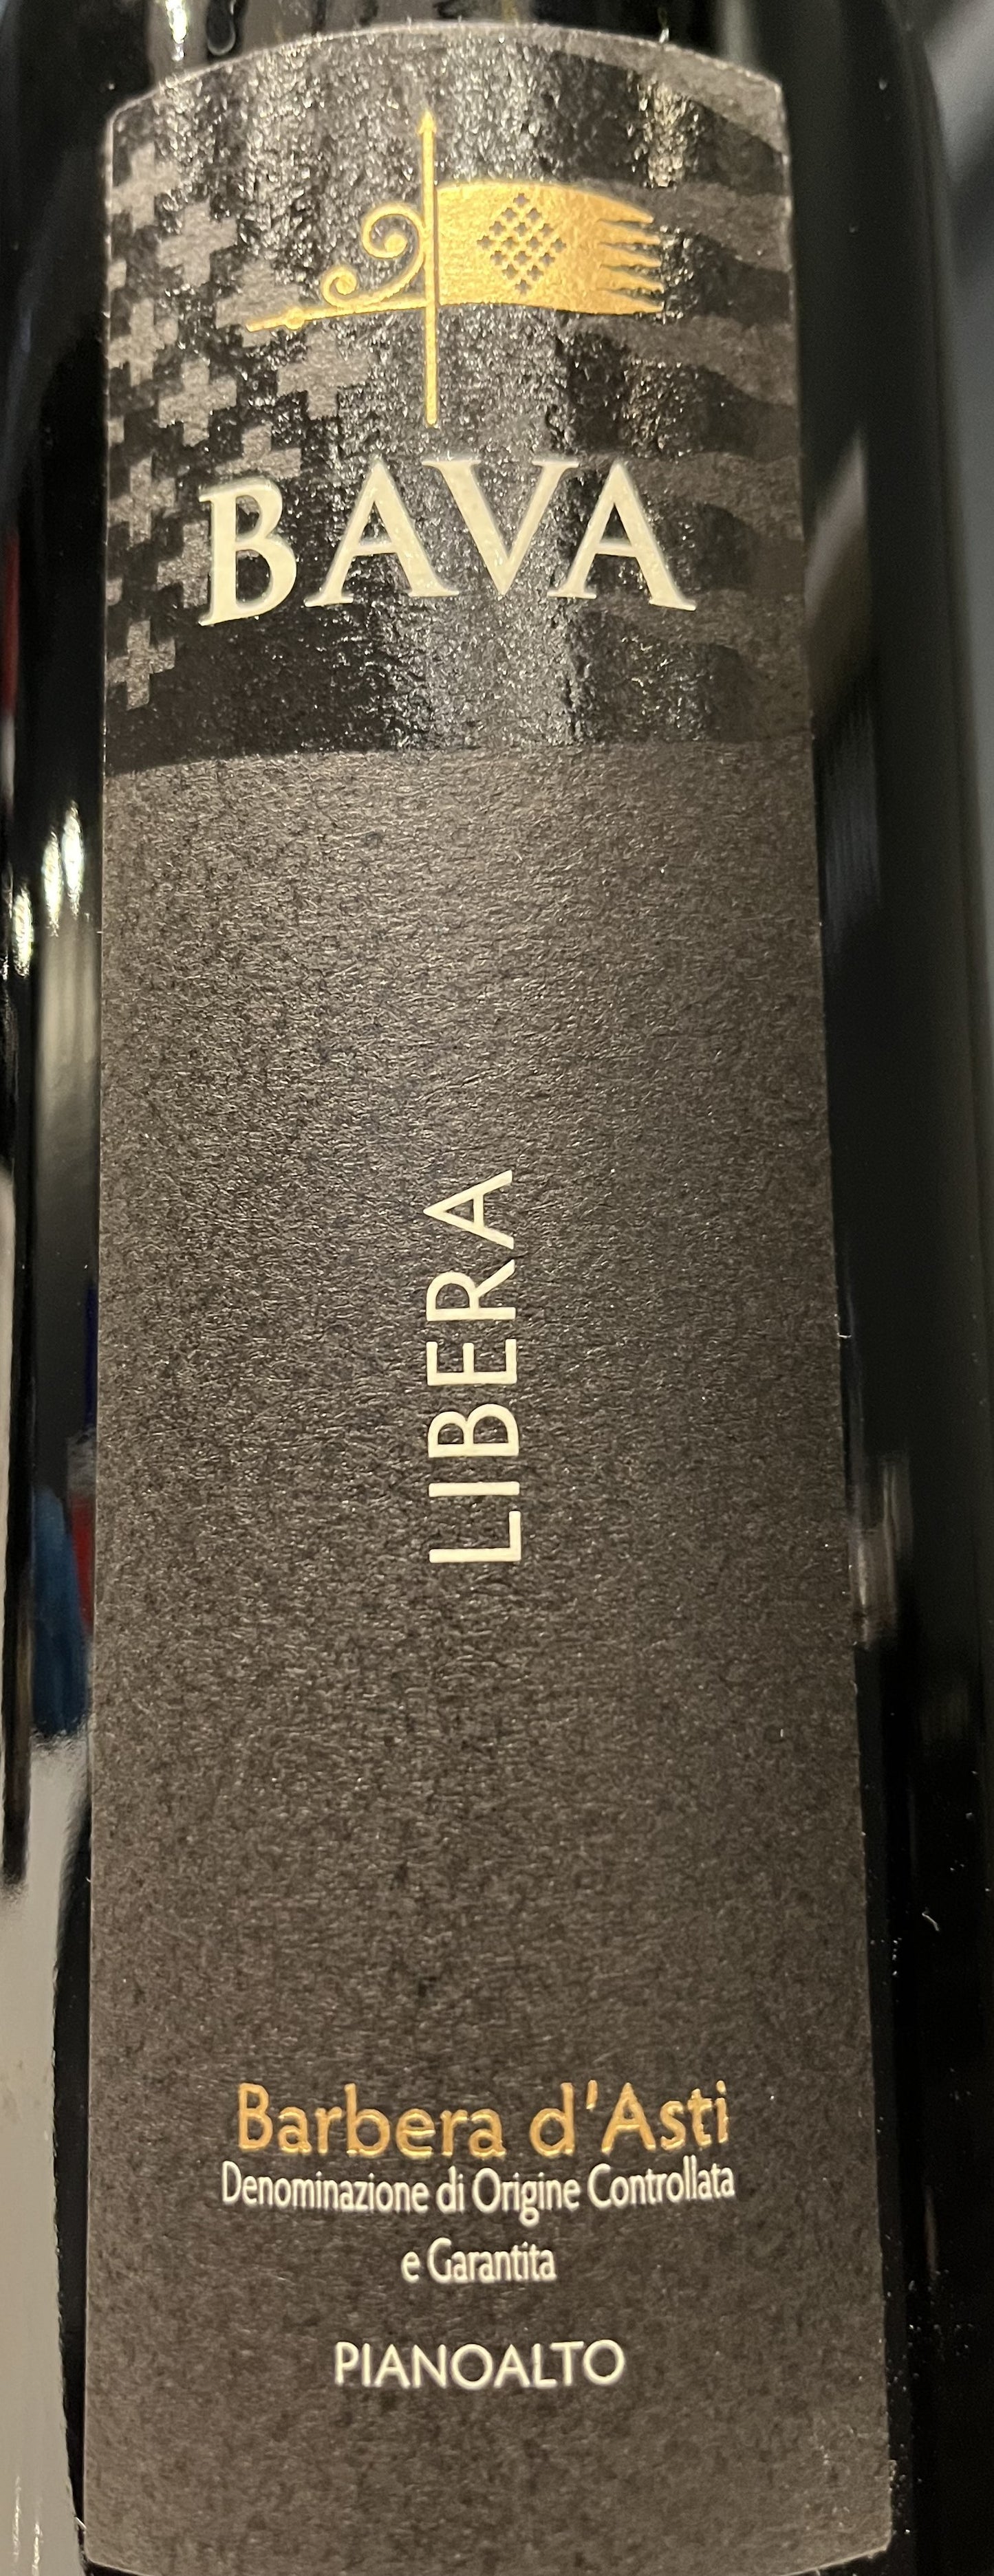 BAVA
LIBERA
Barbera d'Asti
Denominazione di Origine Controllata
e Garantita
PIANOALTO